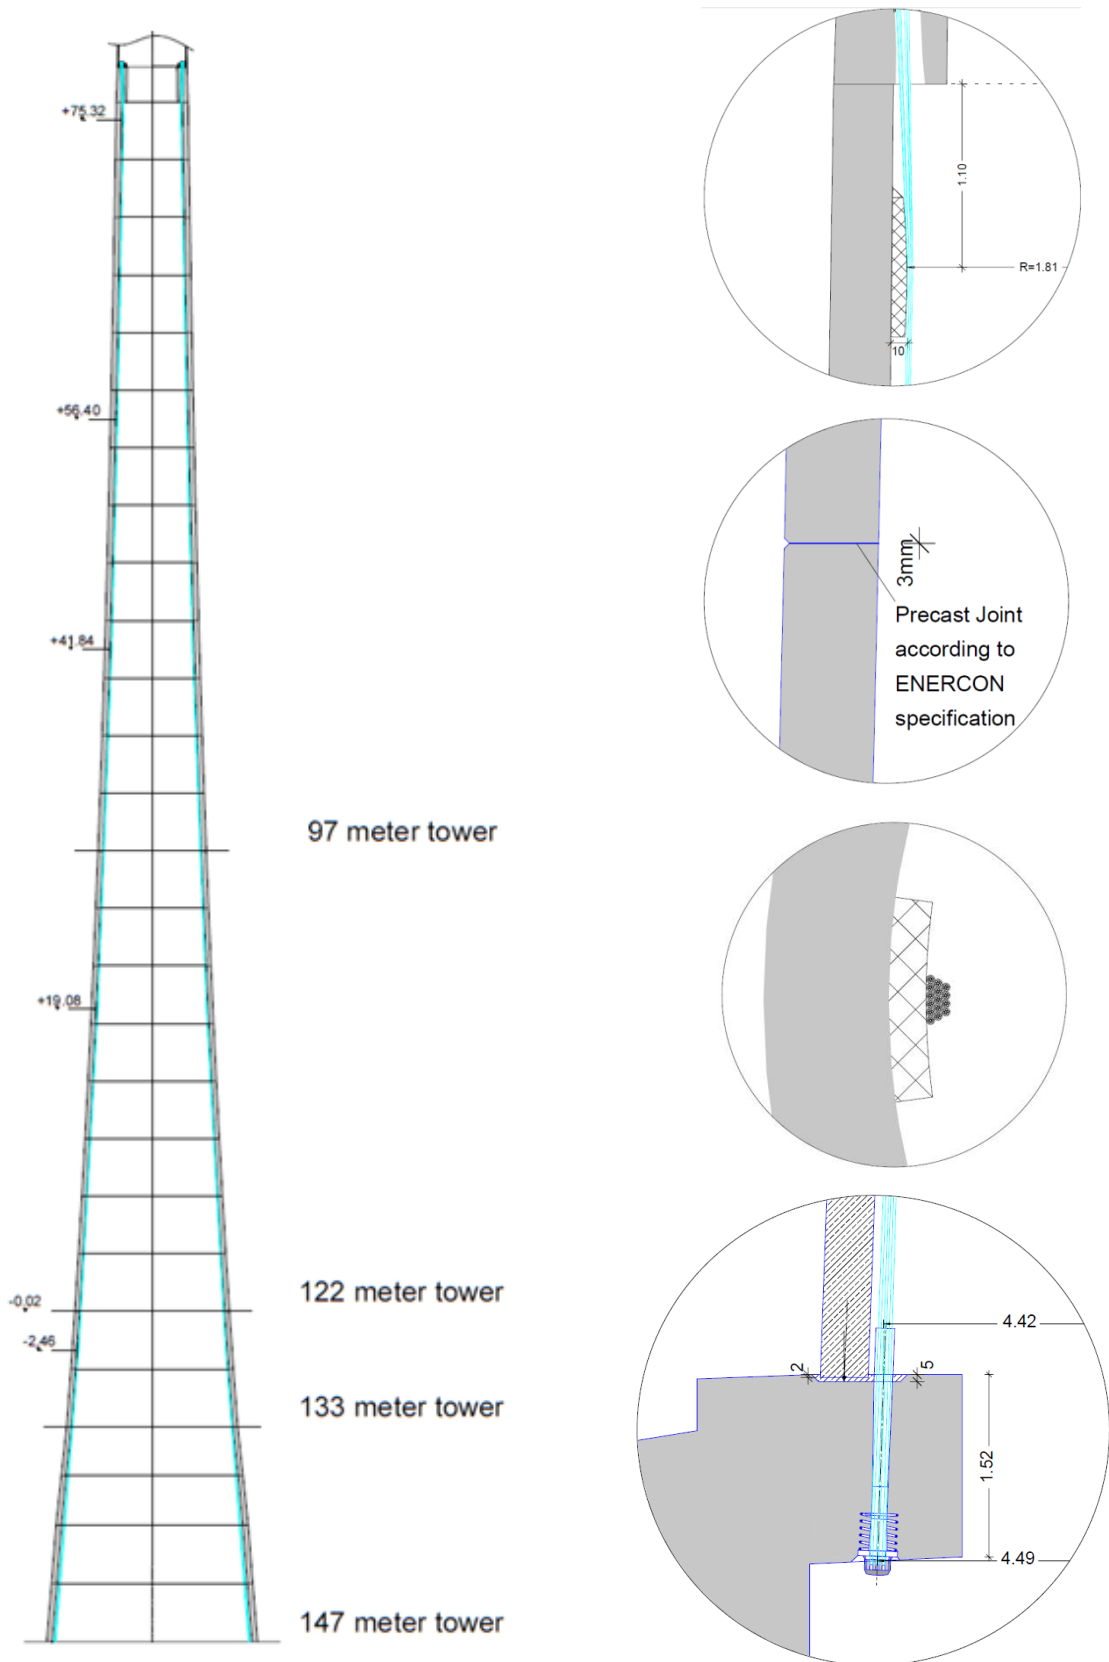 +75.32
+56.40
+41.84
97 meter tower
+19.08
-0.02
122 meter tower
-2.46
133 meter tower
147 meter tower
1.10
R=1.81
10
3mm
Precast Joint
according to
ENERCON
specification
4.42
2
5
1.52
4.49